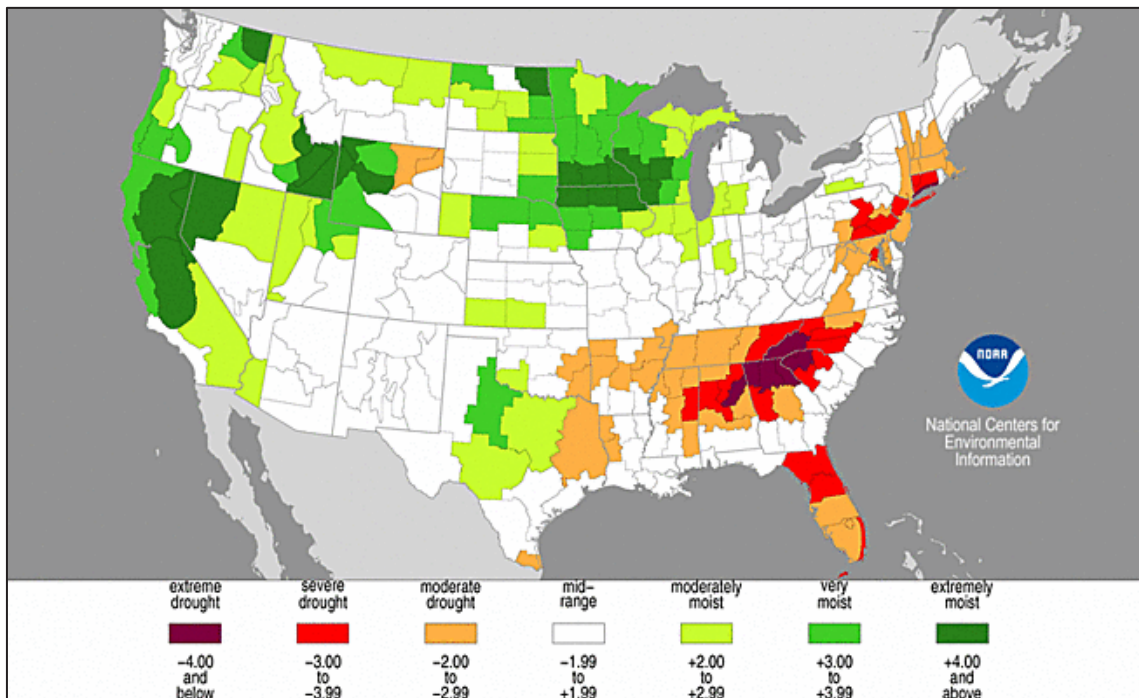 NOAA
National Centers for
Environmental
Information
extreme drought
severe drought
moderate drought
mid-range
moderately moist
very moist
extremely moist
-4.00 and below
-3.00 to -3.99
-2.00 to -2.99
-1.99 to +1.99
+2.00 to +2.99
+3.00 to +3.99
+4.00 and above